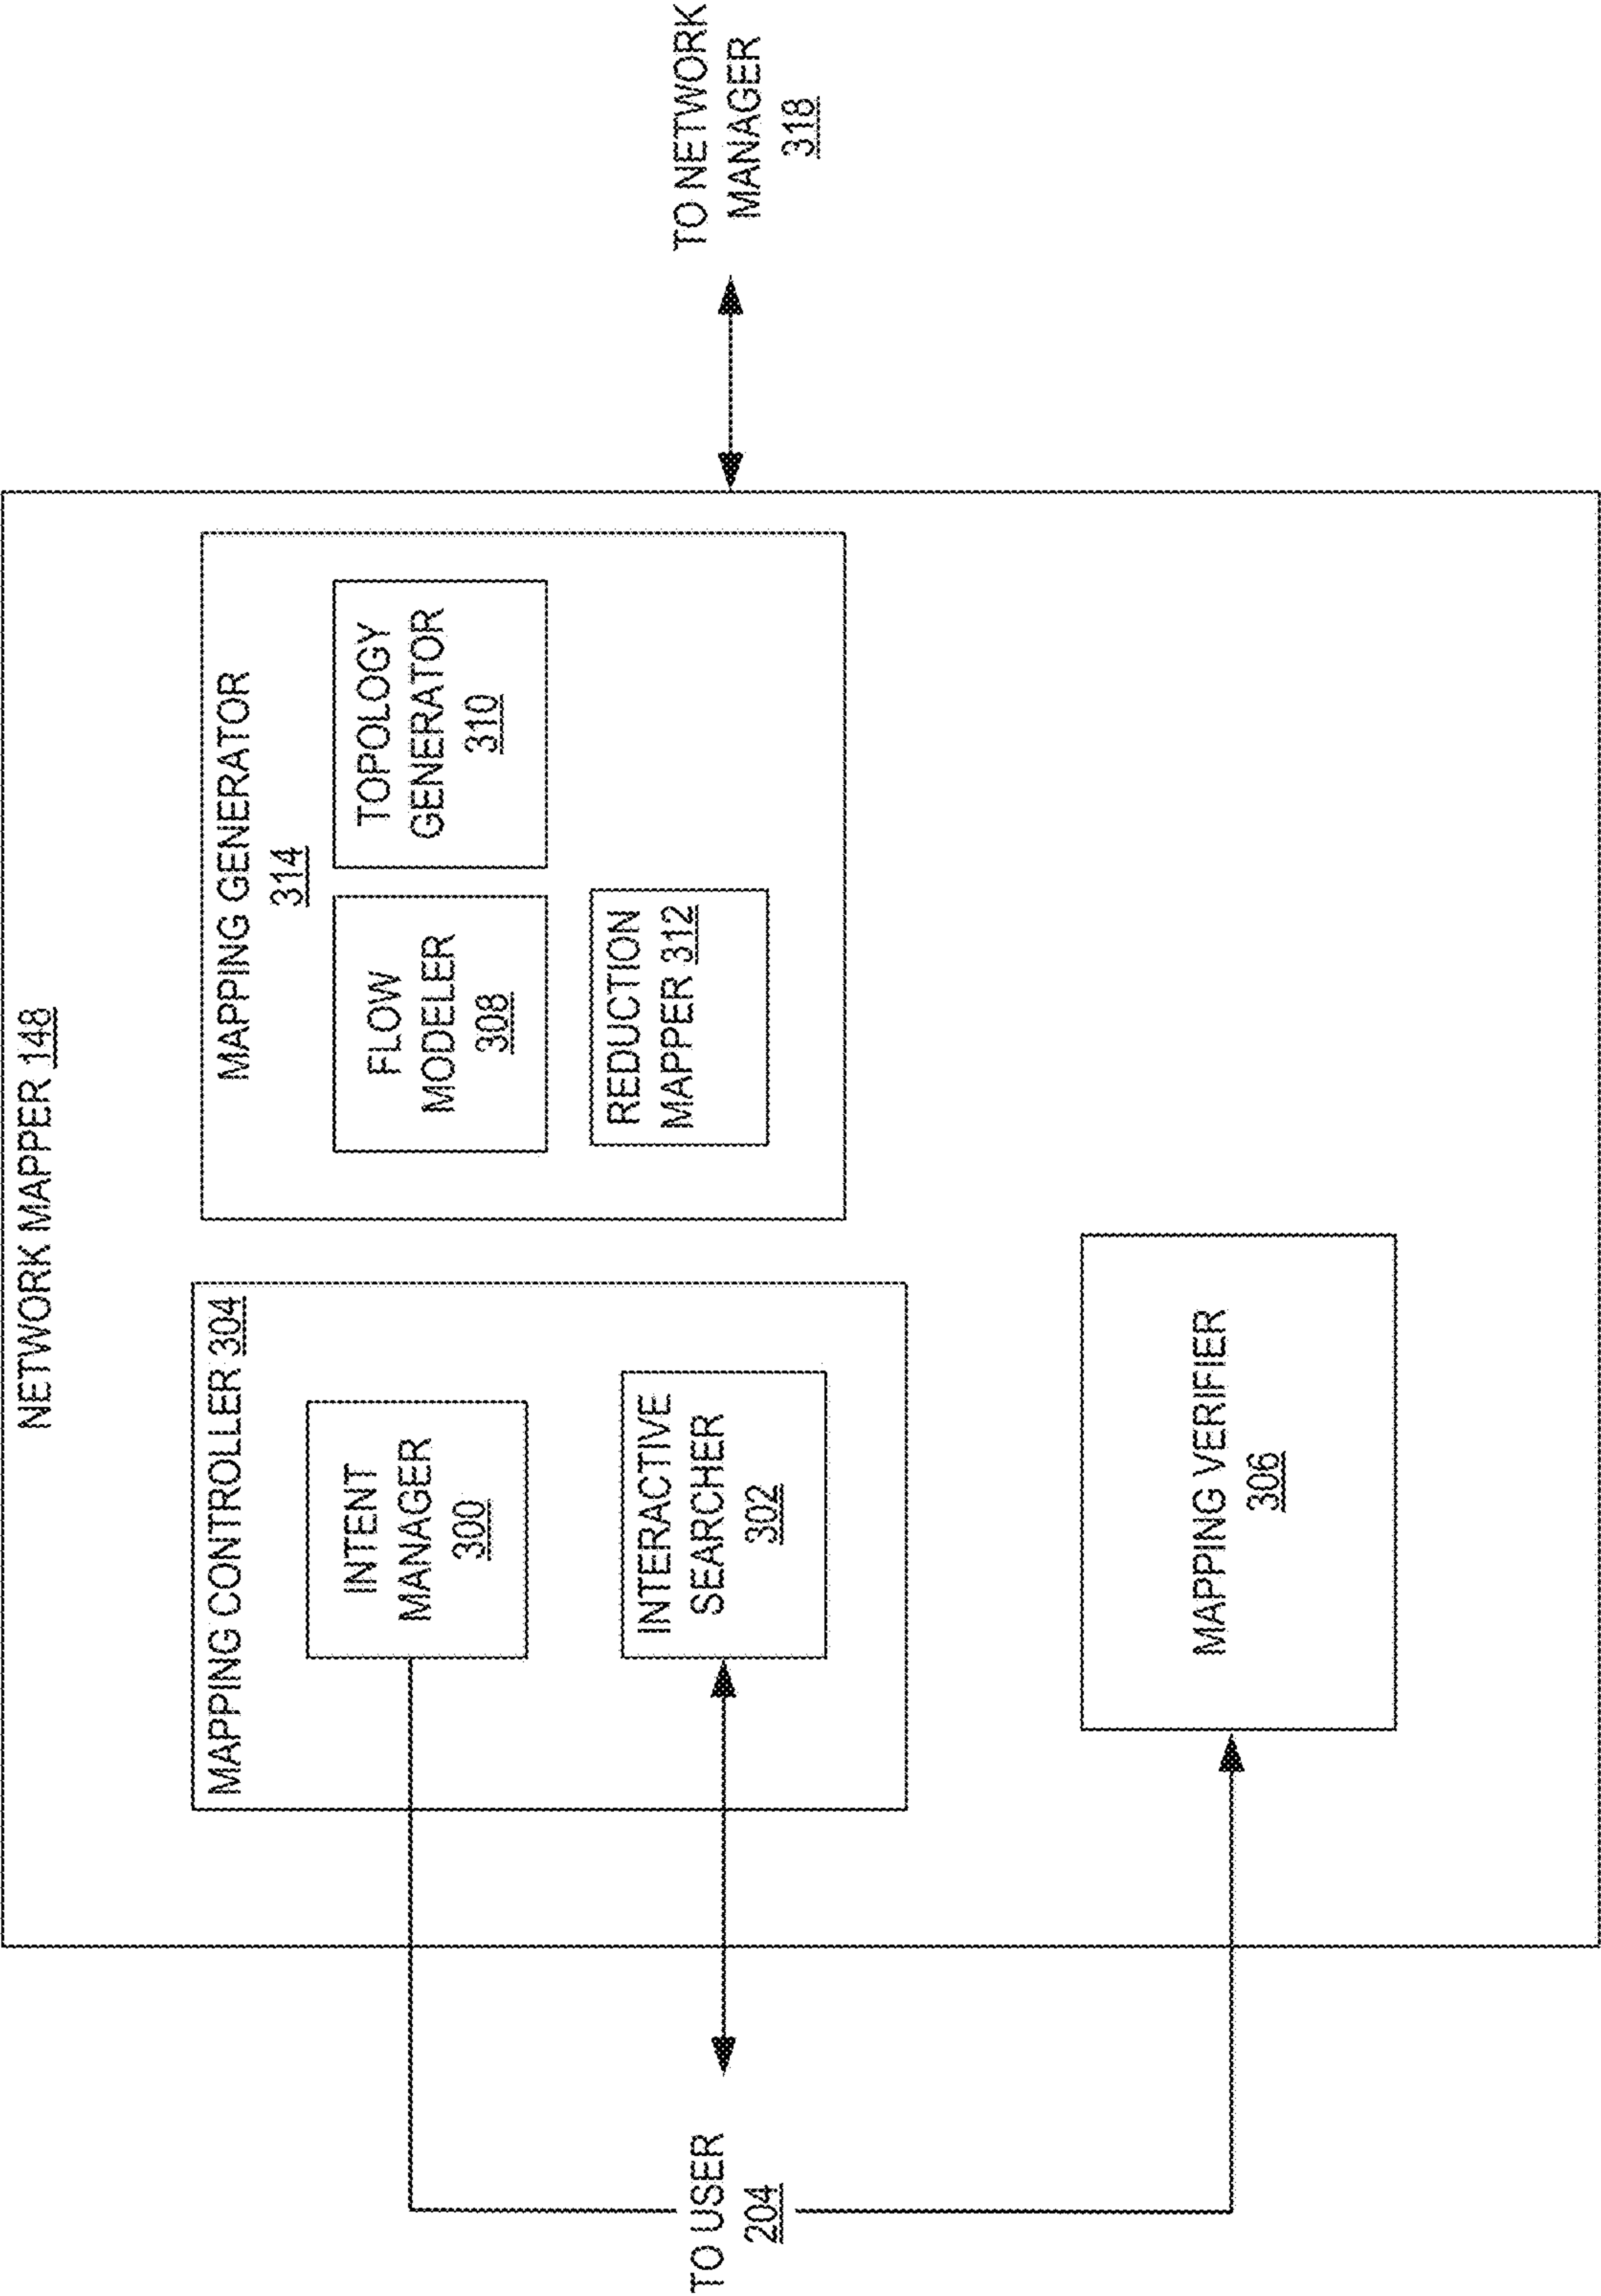 NETWORK MAPPER 148
MAPPING CONTROLLER 304
INTENT
MANAGER
300
INTERACTIVE
SEARCHER
302
MAPPING GENERATOR
314
FLOW
MODELER
308
TOPOLOGY
GENERATOR
310
REDUCTION
MAPPER 312
MAPPING VERIFIER
306
TO USER
204
TO NETWORK
MANAGER
318